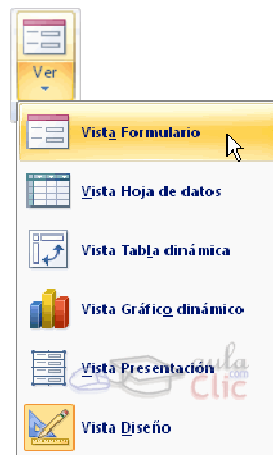 Ver
Vista Formulario
Vista Hoja de datos
Vista Tabla dinámica
Vista Gráfico dinámico
Vista Presentación
aula
.com
Clic
Vista Diseño